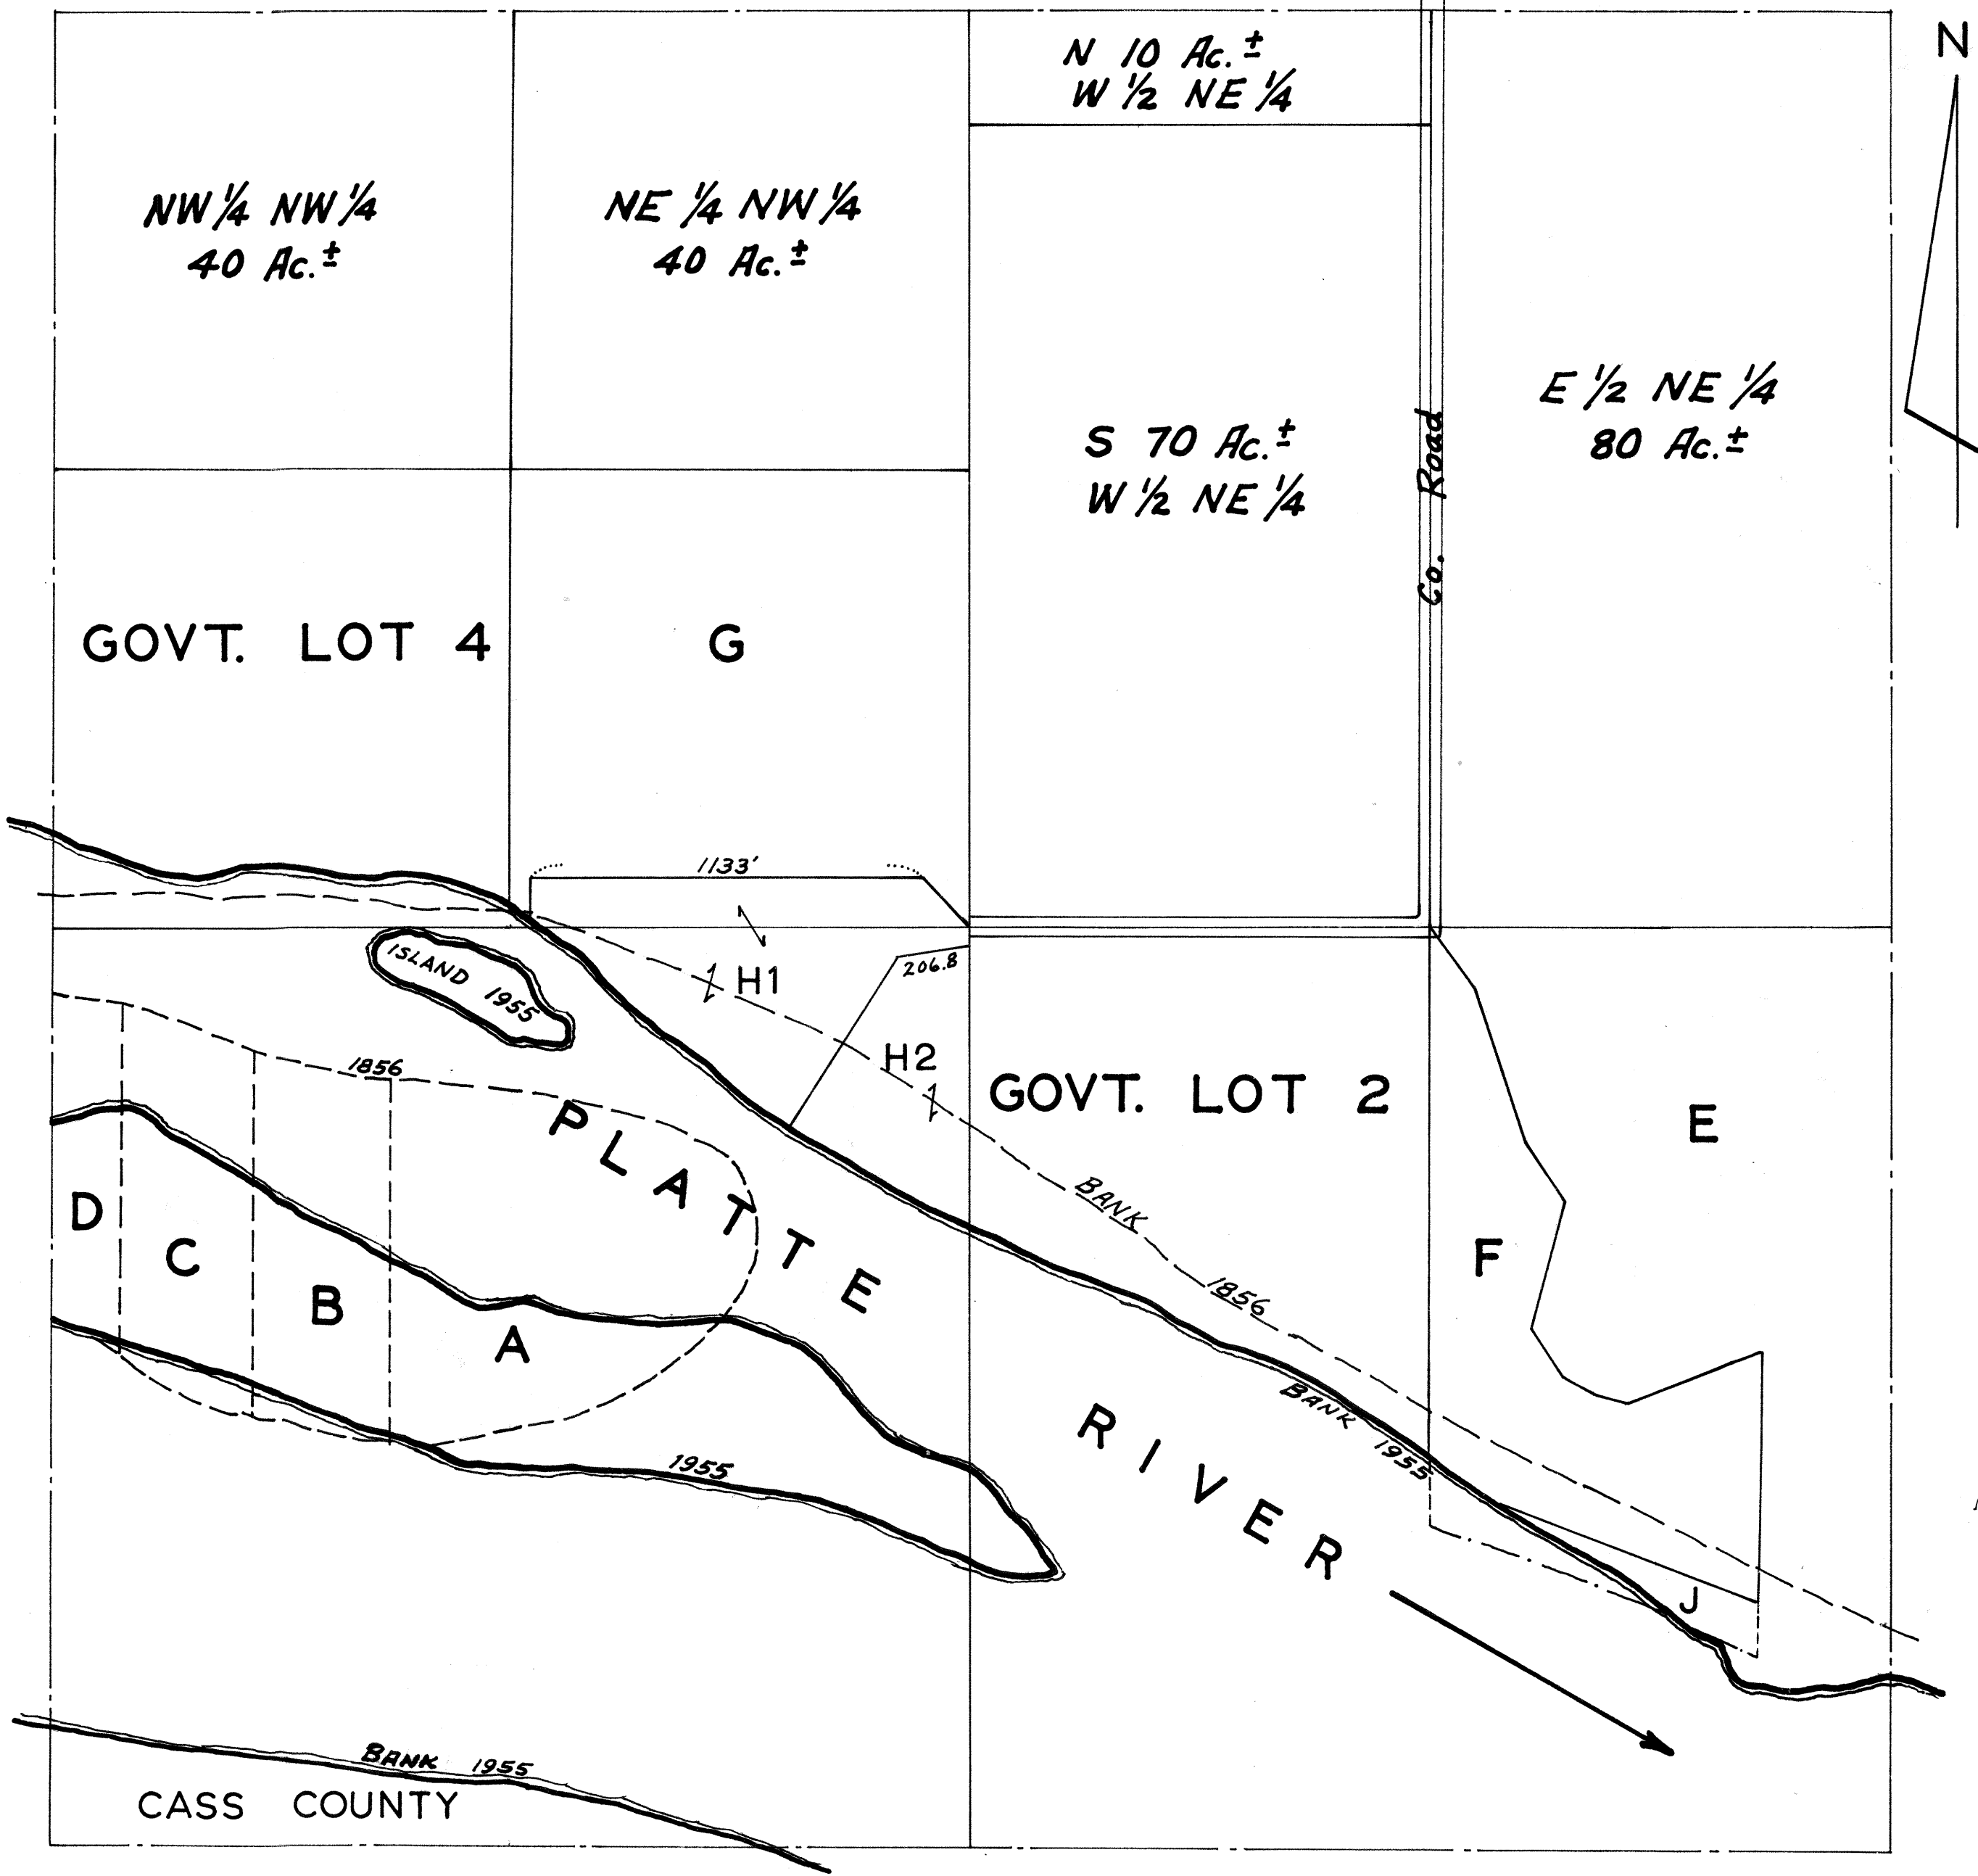 N
N 10 Ac.±
W 1/2 NE 1/4
NW 1/4 NW 1/4
40 Ac.±
NE 1/4 NW 1/4
40 Ac.±
S 70 Ac.±
W 1/2 NE 1/4
Co. Road
E 1/2 NE 1/4
80 Ac.±
GOVT. LOT 4
G
1133'
ISLAND 1955
H1
206.8
H2
GOVT. LOT 2
E
1856
PLATTE
BANK 1856
D
C
B
A
F
BANK 1955
1955
RIVER
J
BANK 1955
CASS COUNTY